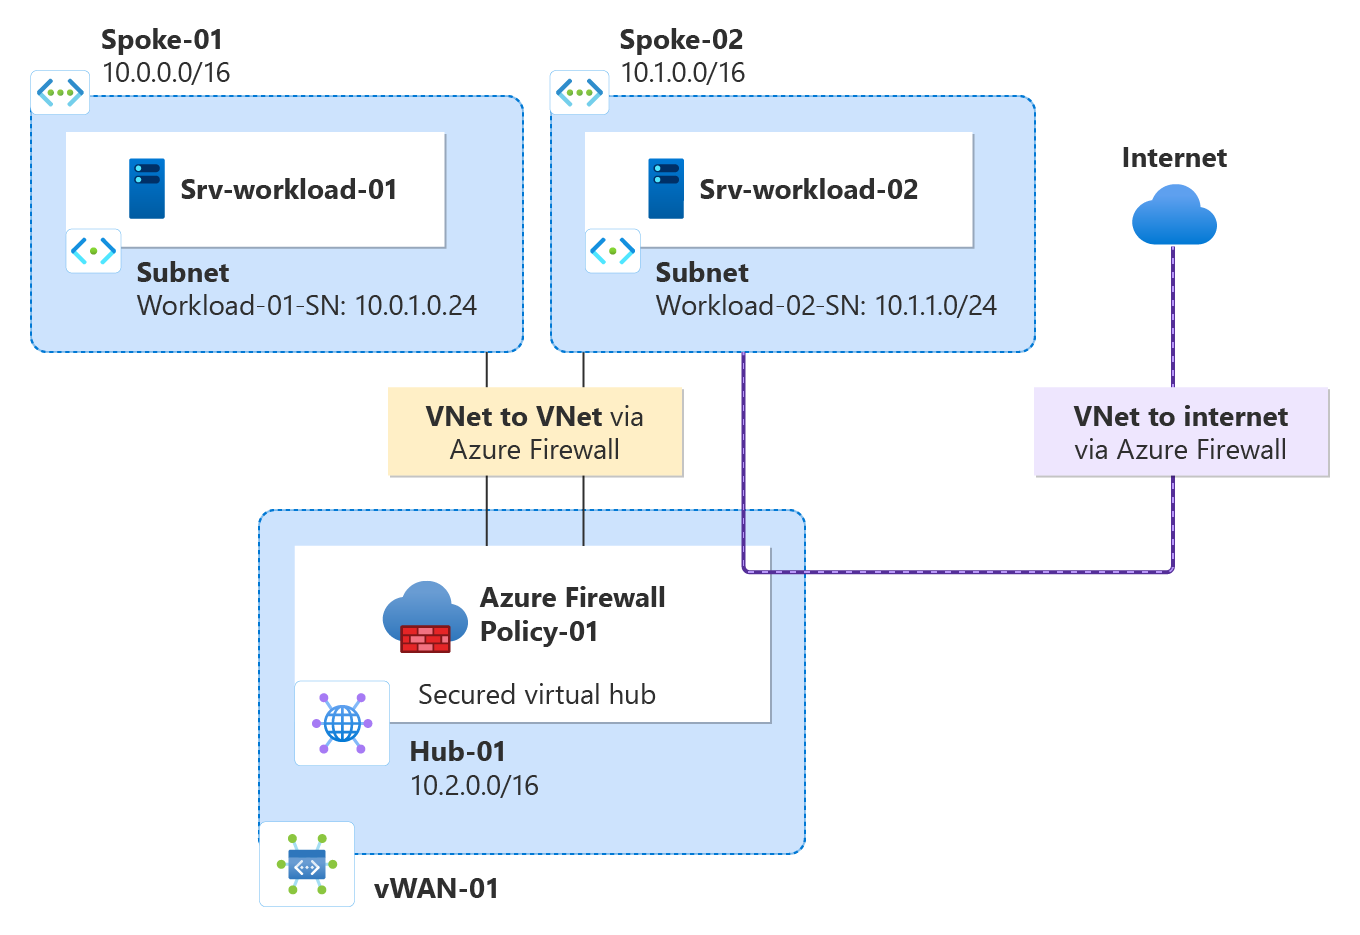 Spoke-01
10.0.0.0/16
Srv-workload-01
Subnet
Workload-01-SN: 10.0.1.0.24
Spoke-02
10.1.0.0/16
Srv-workload-02
Subnet
Workload-02-SN: 10.1.1.0/24
Internet
VNet to VNet via
Azure Firewall
VNet to internet
via Azure Firewall
Azure Firewall
Policy-01
Secured virtual hub
Hub-01
10.2.0.0/16
vWAN-01